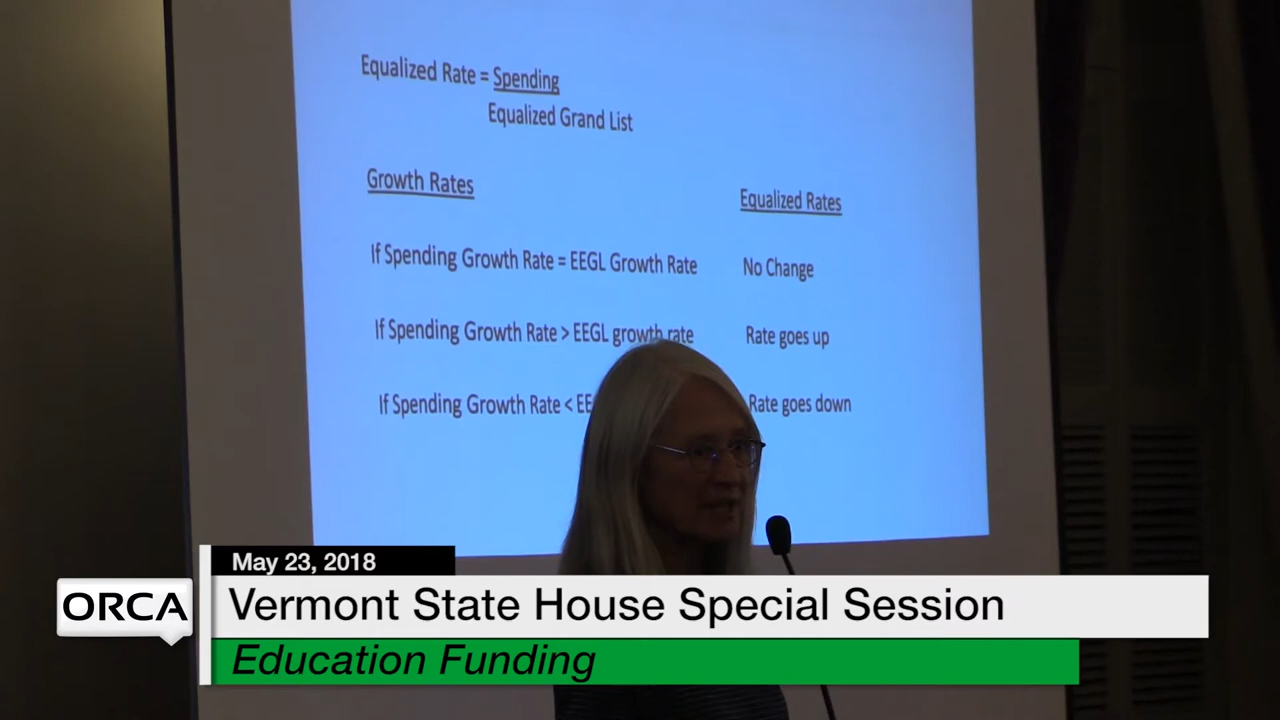 Equalized Rate = Spending
Equalized Grand List
Growth Rates
Equalized Rates
If Spending Growth Rate = EEGL Growth Rate
No Change
If Spending Growth Rate > EEGL growth rate
Rate goes up
If Spending Growth Rate <
Rate goes down
May 23, 2018
ORCA
Vermont State House Special Session
Education Funding